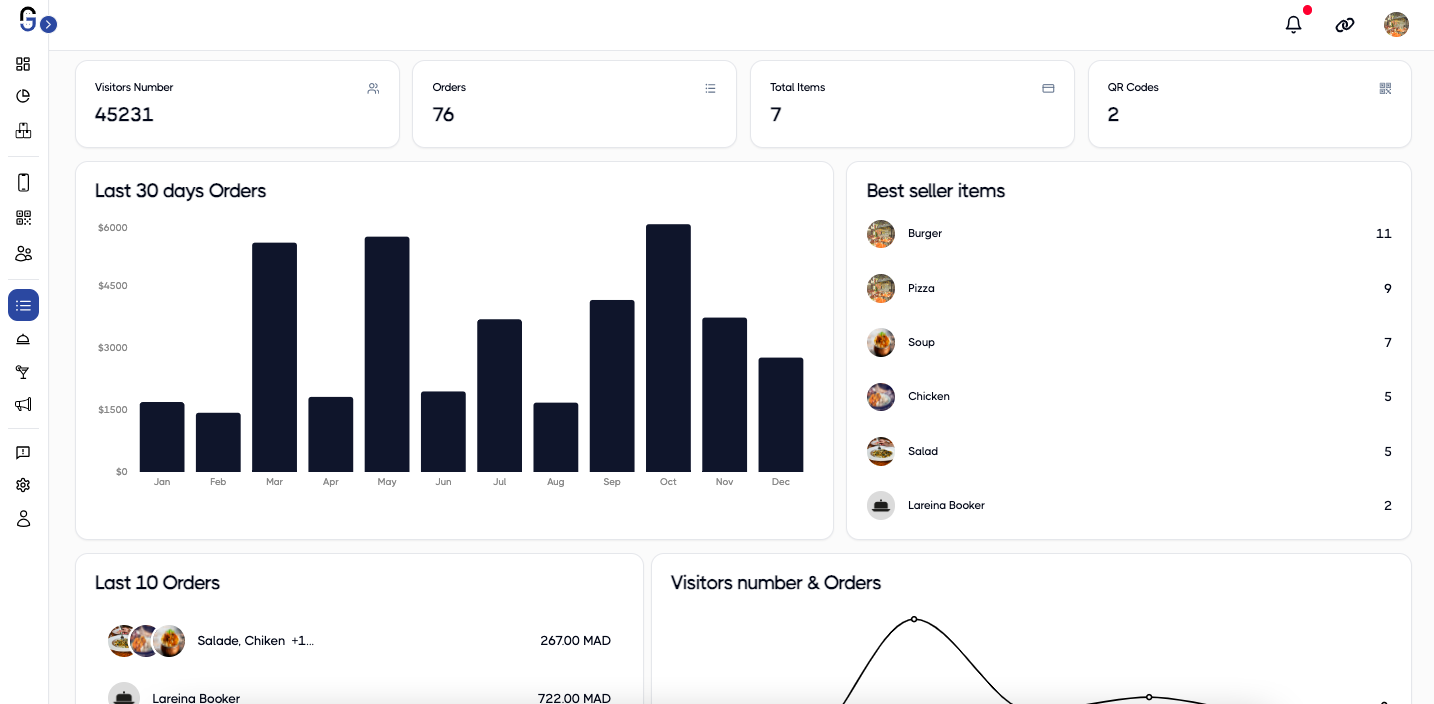 Visitors Number
45231
Orders
76
Total Items
7
QR Codes
2
Last 30 days Orders
$6000
$4500
$3000
$1500
$0
Jan Feb Mar Apr May Jun Jul Aug Sep Oct Nov Dec
Best seller items
Burger 11
Pizza 9
Soup 7
Chicken 5
Salad 5
Lareina Booker 2
Last 10 Orders
Salade, Chiken +1... 267.00 MAD
Lareina Booker 722.00 MAD
Visitors number & Orders